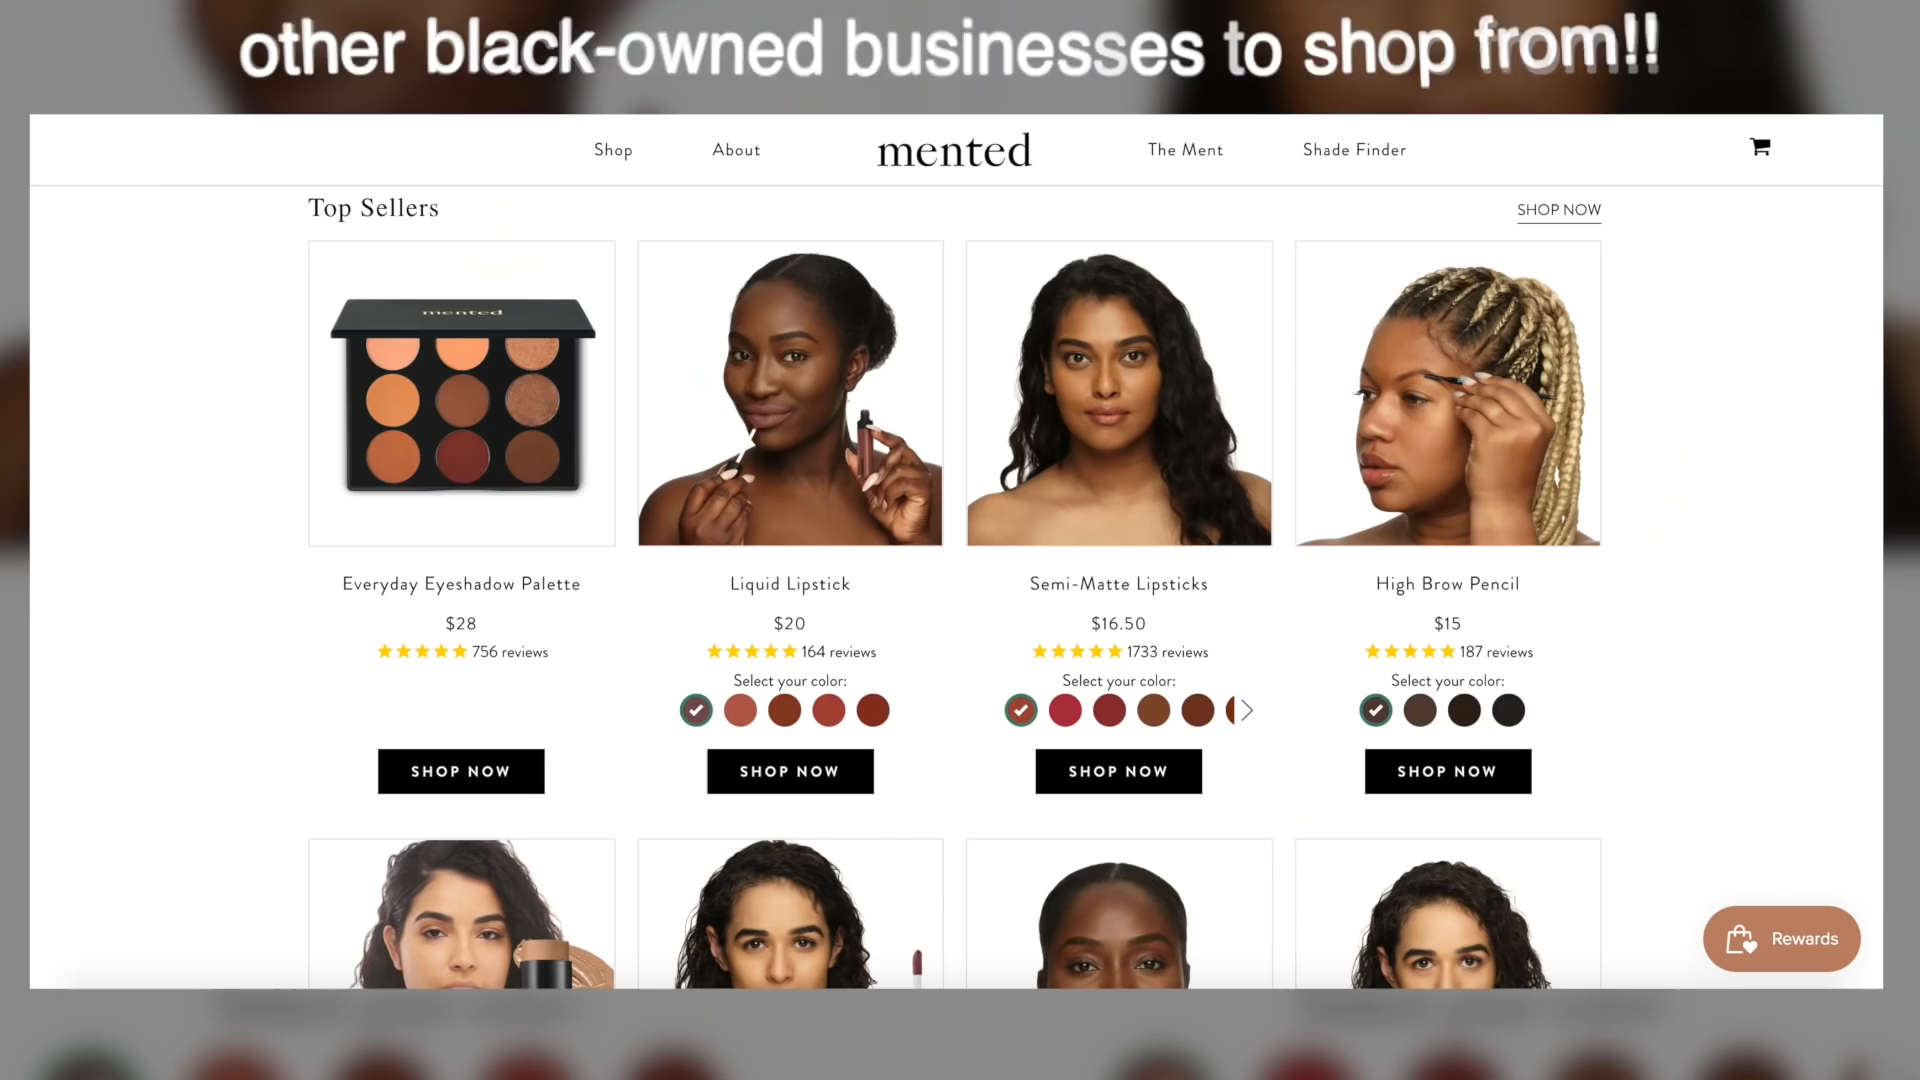 other black-owned businesses to shop from!!
Shop About mented The Ment Shade Finder
Top Sellers SHOP NOW
mented
Everyday Eyeshadow Palette Liquid Lipstick Semi-Matte Lipsticks High Brow Pencil
$28 $20 $16.50 $15
756 reviews 164 reviews 1733 reviews 187 reviews
Select your color: Select your color: Select your color:
SHOP NOW SHOP NOW SHOP NOW SHOP NOW
Rewards